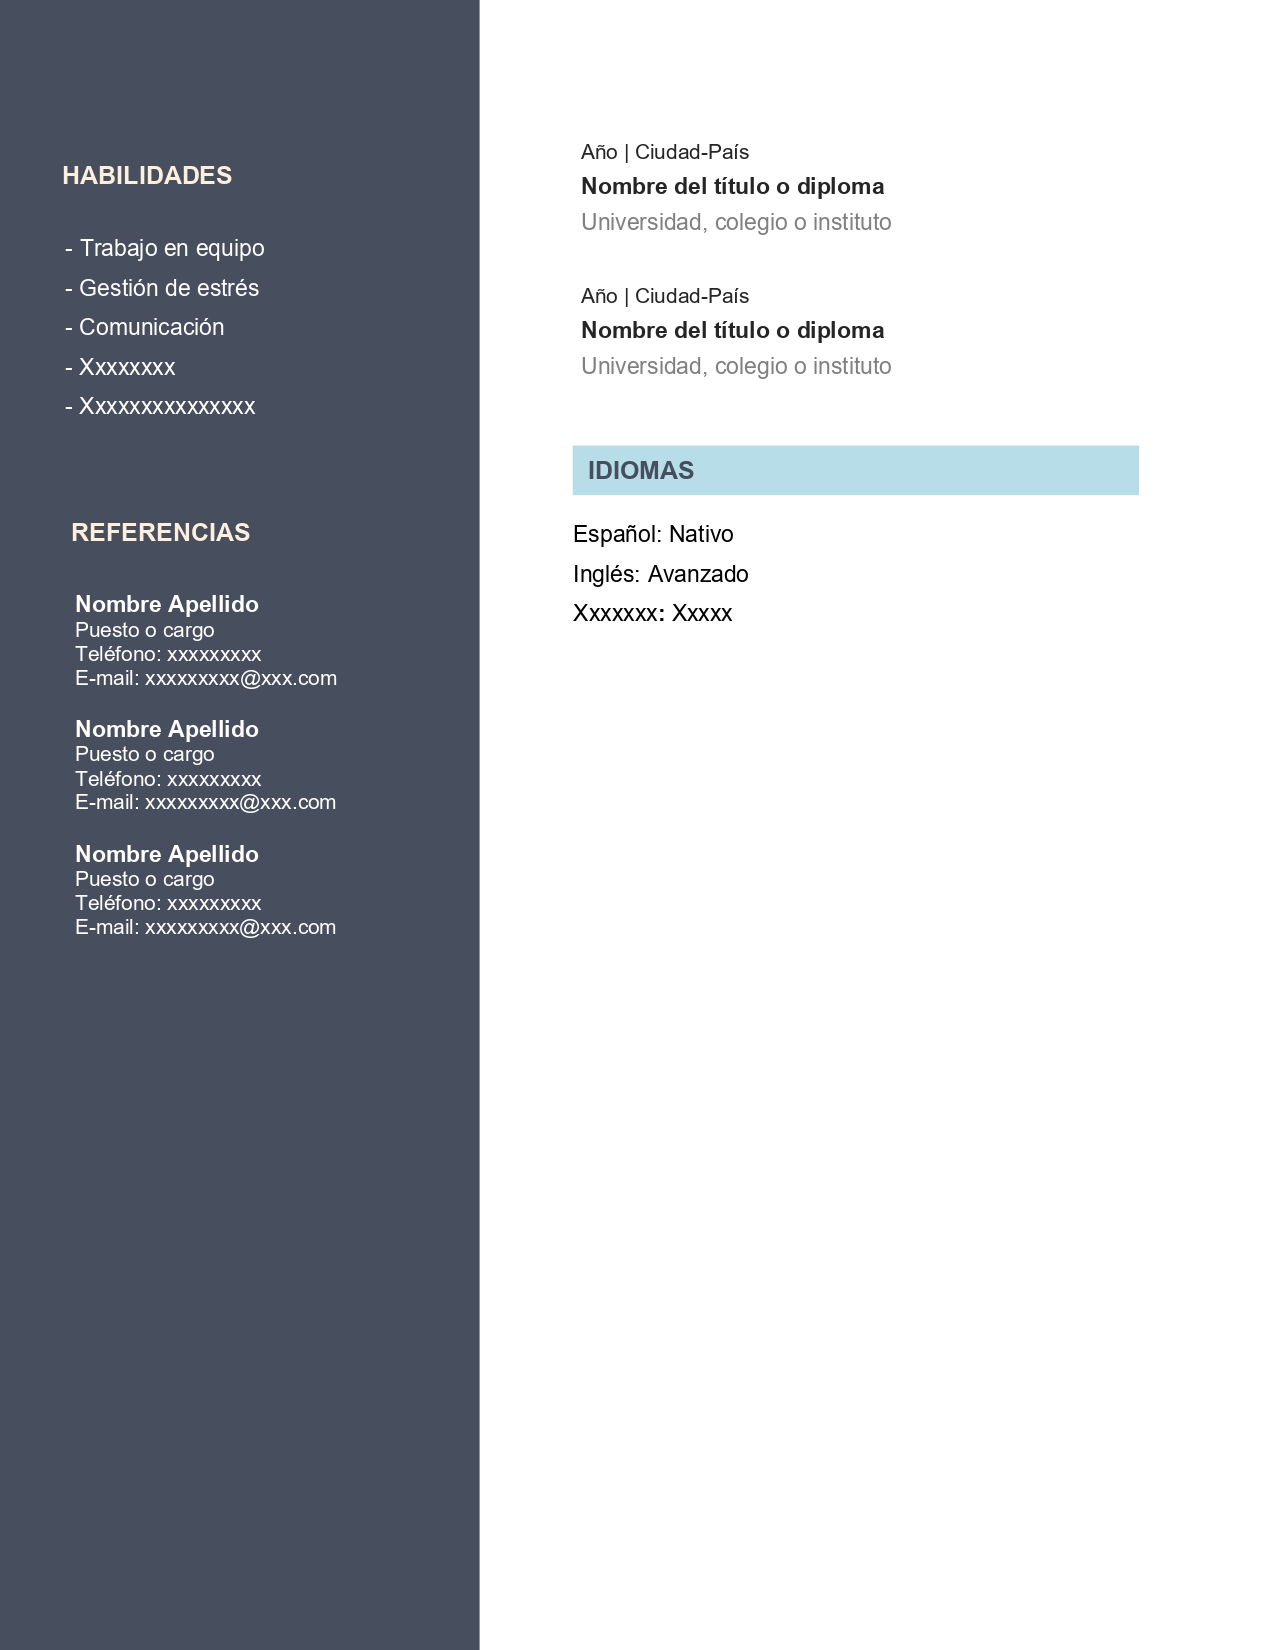 HABILIDADES
- Trabajo en equipo
- Gestión de estrés
- Comunicación
- Xxxxxxxx
- Xxxxxxxxxxxxxxx
REFERENCIAS
Nombre Apellido
Puesto o cargo
Teléfono: xxxxxxxxx
E-mail: xxxxxxxxx@xxx.com
Nombre Apellido
Puesto o cargo
Teléfono: xxxxxxxxx
E-mail: xxxxxxxxx@xxx.com
Nombre Apellido
Puesto o cargo
Teléfono: xxxxxxxxx
E-mail: xxxxxxxxx@xxx.com
Año | Ciudad-País
Nombre del título o diploma
Universidad, colegio o instituto
Año | Ciudad-País
Nombre del título o diploma
Universidad, colegio o instituto
IDIOMAS
Español: Nativo
Inglés: Avanzado
Xxxxxxx: Xxxxx